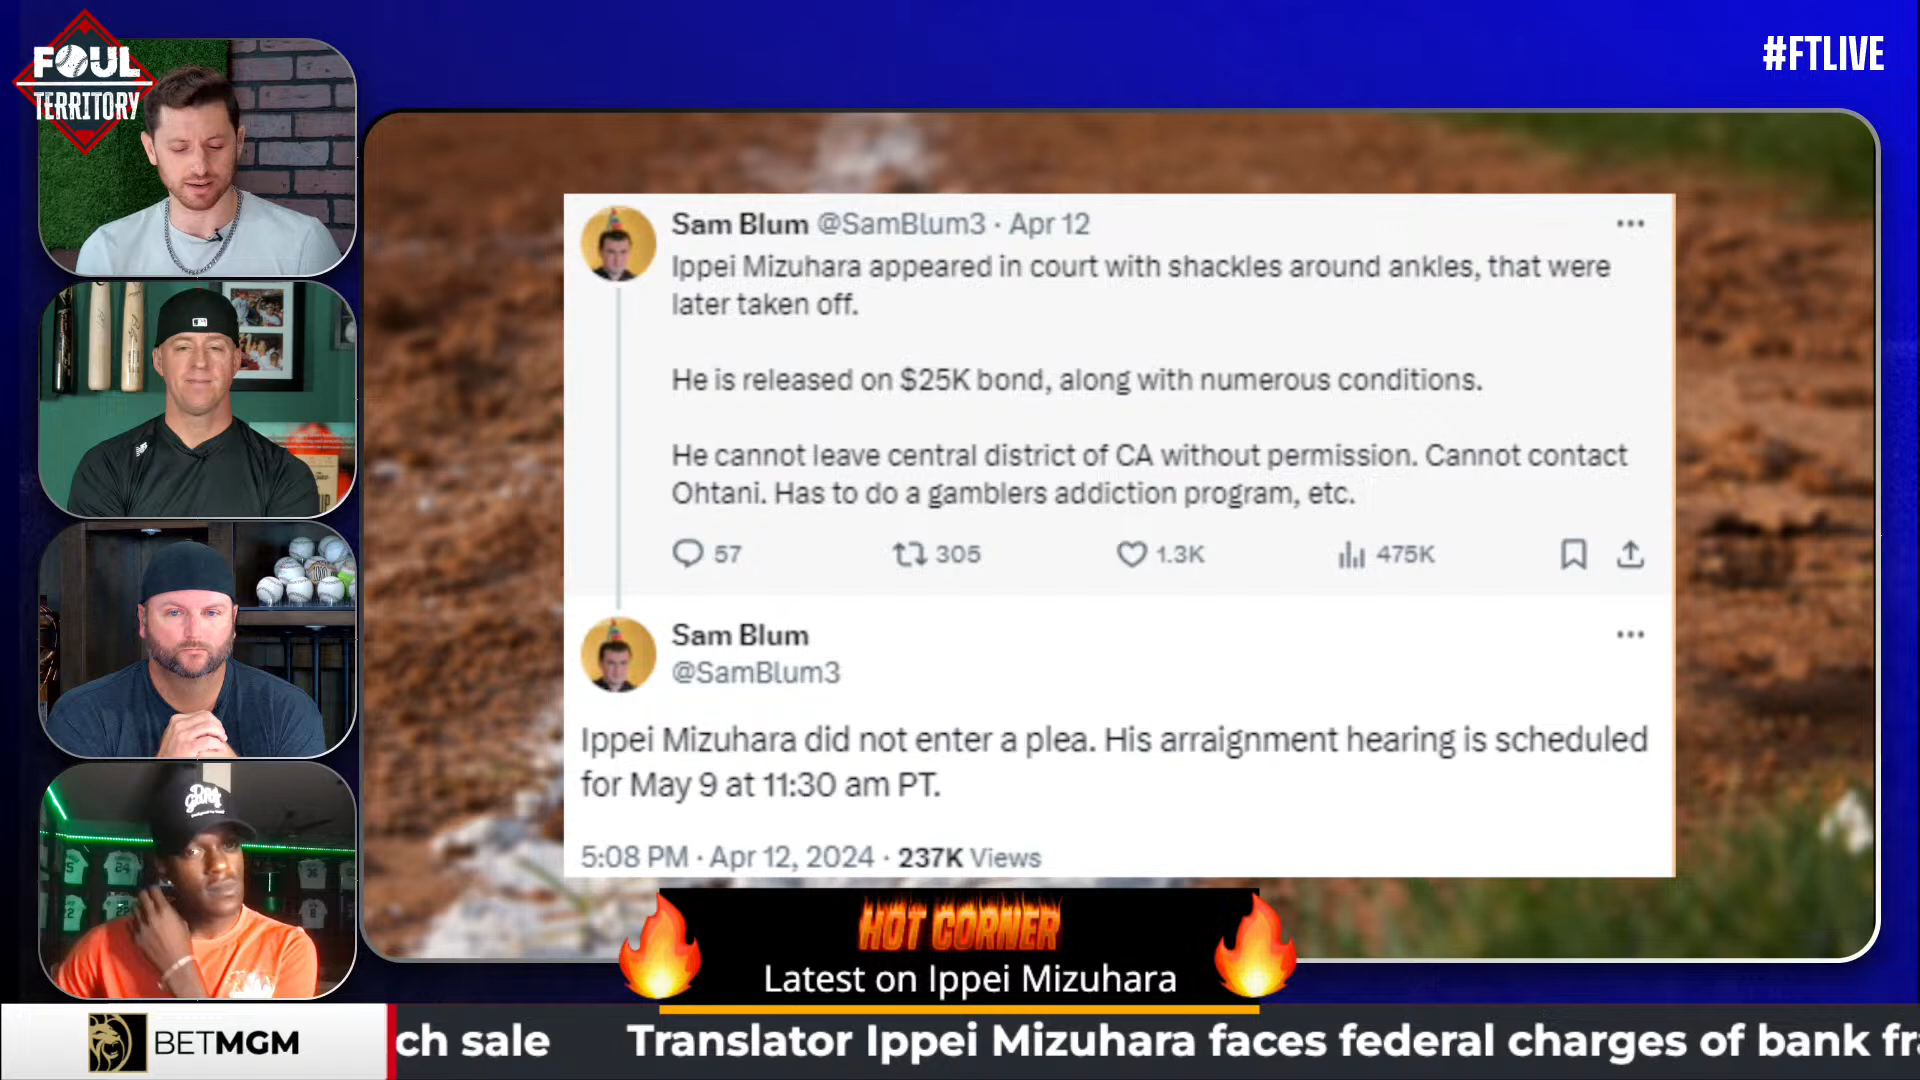 FOUL
TERRITORY
#FTLIVE
Sam Blum @SamBlum3 · Apr 12
Ippei Mizuhara appeared in court with shackles around ankles, that were
later taken off.
He is released on $25K bond, along with numerous conditions.
He cannot leave central district of CA without permission. Cannot contact
Ohtani. Has to do a gamblers addiction program, etc.
57 305 1.3K 475K
Sam Blum
@SamBlum3
Ippei Mizuhara did not enter a plea. His arraignment hearing is scheduled
for May 9 at 11:30 am PT.
5:08 PM · Apr 12, 2024 · 237K Views
HOT CORNER
Latest on Ippei Mizuhara
BETMGM
ch sale Translator Ippei Mizuhara faces federal charges of bank fra